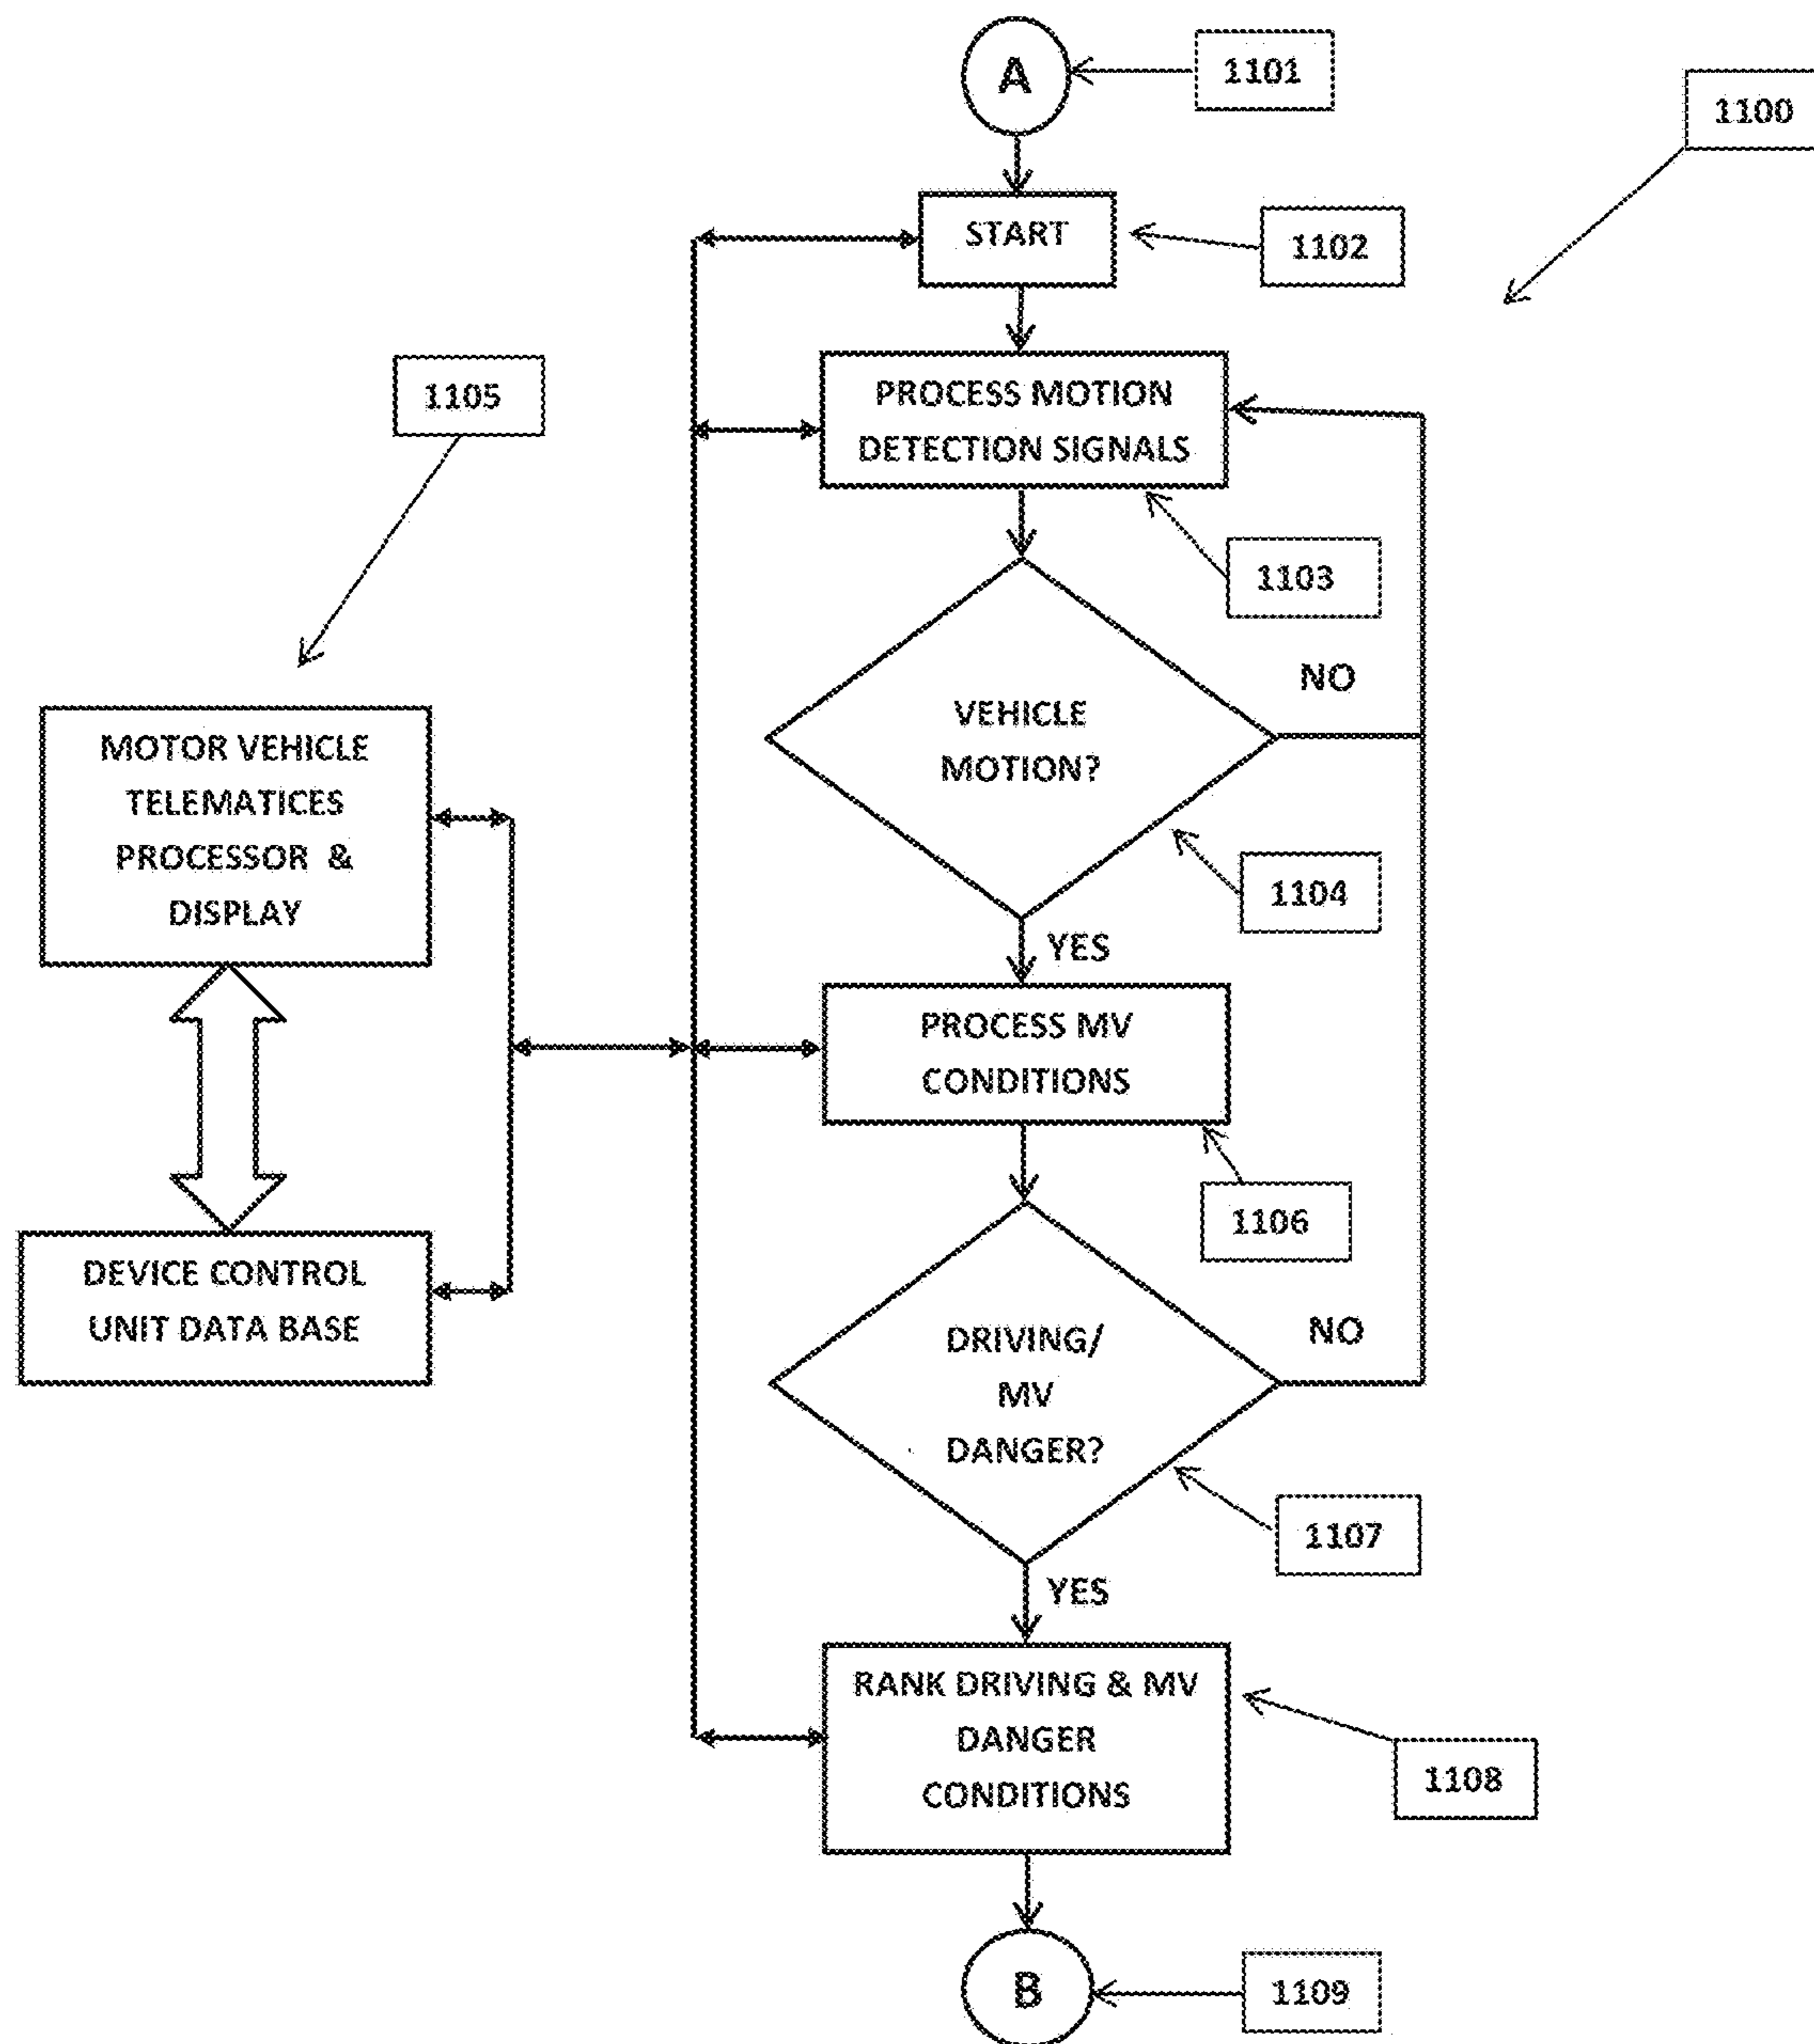 A
1101
1100
START
1102
PROCESS MOTION
DETECTION SIGNALS
1105
1103
NO
VEHICLE
MOTION?
MOTOR VEHICLE
TELEMATICES
PROCESSOR &
DISPLAY
1104
YES
PROCESS MV
CONDITIONS
1106
DEVICE CONTROL
UNIT DATA BASE
NO
DRIVING/
MV
DANGER?
1107
YES
RANK DRIVING & MV
DANGER
CONDITIONS
1108
B
1109